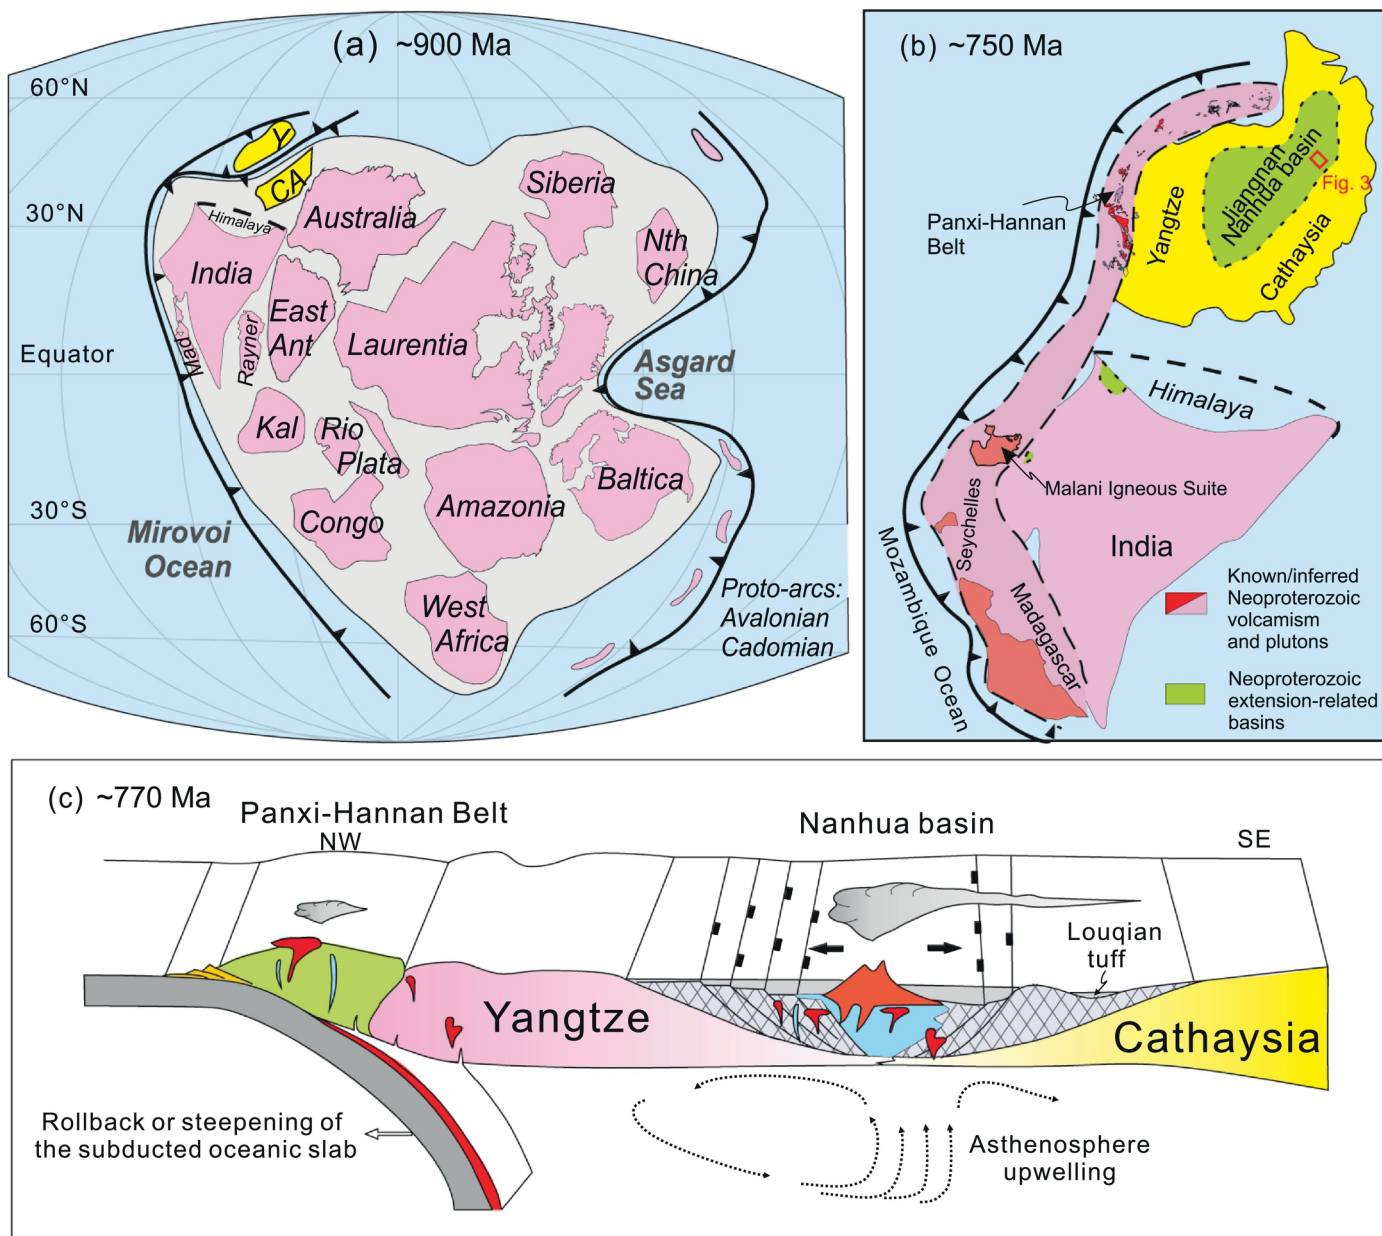 (a) ~900 Ma
60°N
30°N
Equator
30°S
60°S
Y
CA
Himalaya
Australia
Siberia
Nth
China
India
East
Ant
Mad
Rayner
Laurentia
Asgard
Sea
Kal
Rio
Plata
Congo
Amazonia
Baltica
West
Africa
Mirovoi
Ocean
Proto-arcs:
Avalonian
Cadomian
(b) ~750 Ma
Panxi-Hannan
Belt
Yangtze
Jiangnan
Nanhua basin
Fig. 3
Cathaysia
Himalaya
Malani Igneous Suite
Seychelles
India
Madagascar
Mozambique Ocean
Known/inferred
Neoproterozoic
volcamism
and plutons
Neoproterozoic
extension-related
basins
(c) ~770 Ma
Panxi-Hannan Belt
NW
Nanhua basin
SE
Louqian
tuff
Yangtze
Cathaysia
Rollback or steepening of
the subducted oceanic slab
Asthenosphere
upwelling